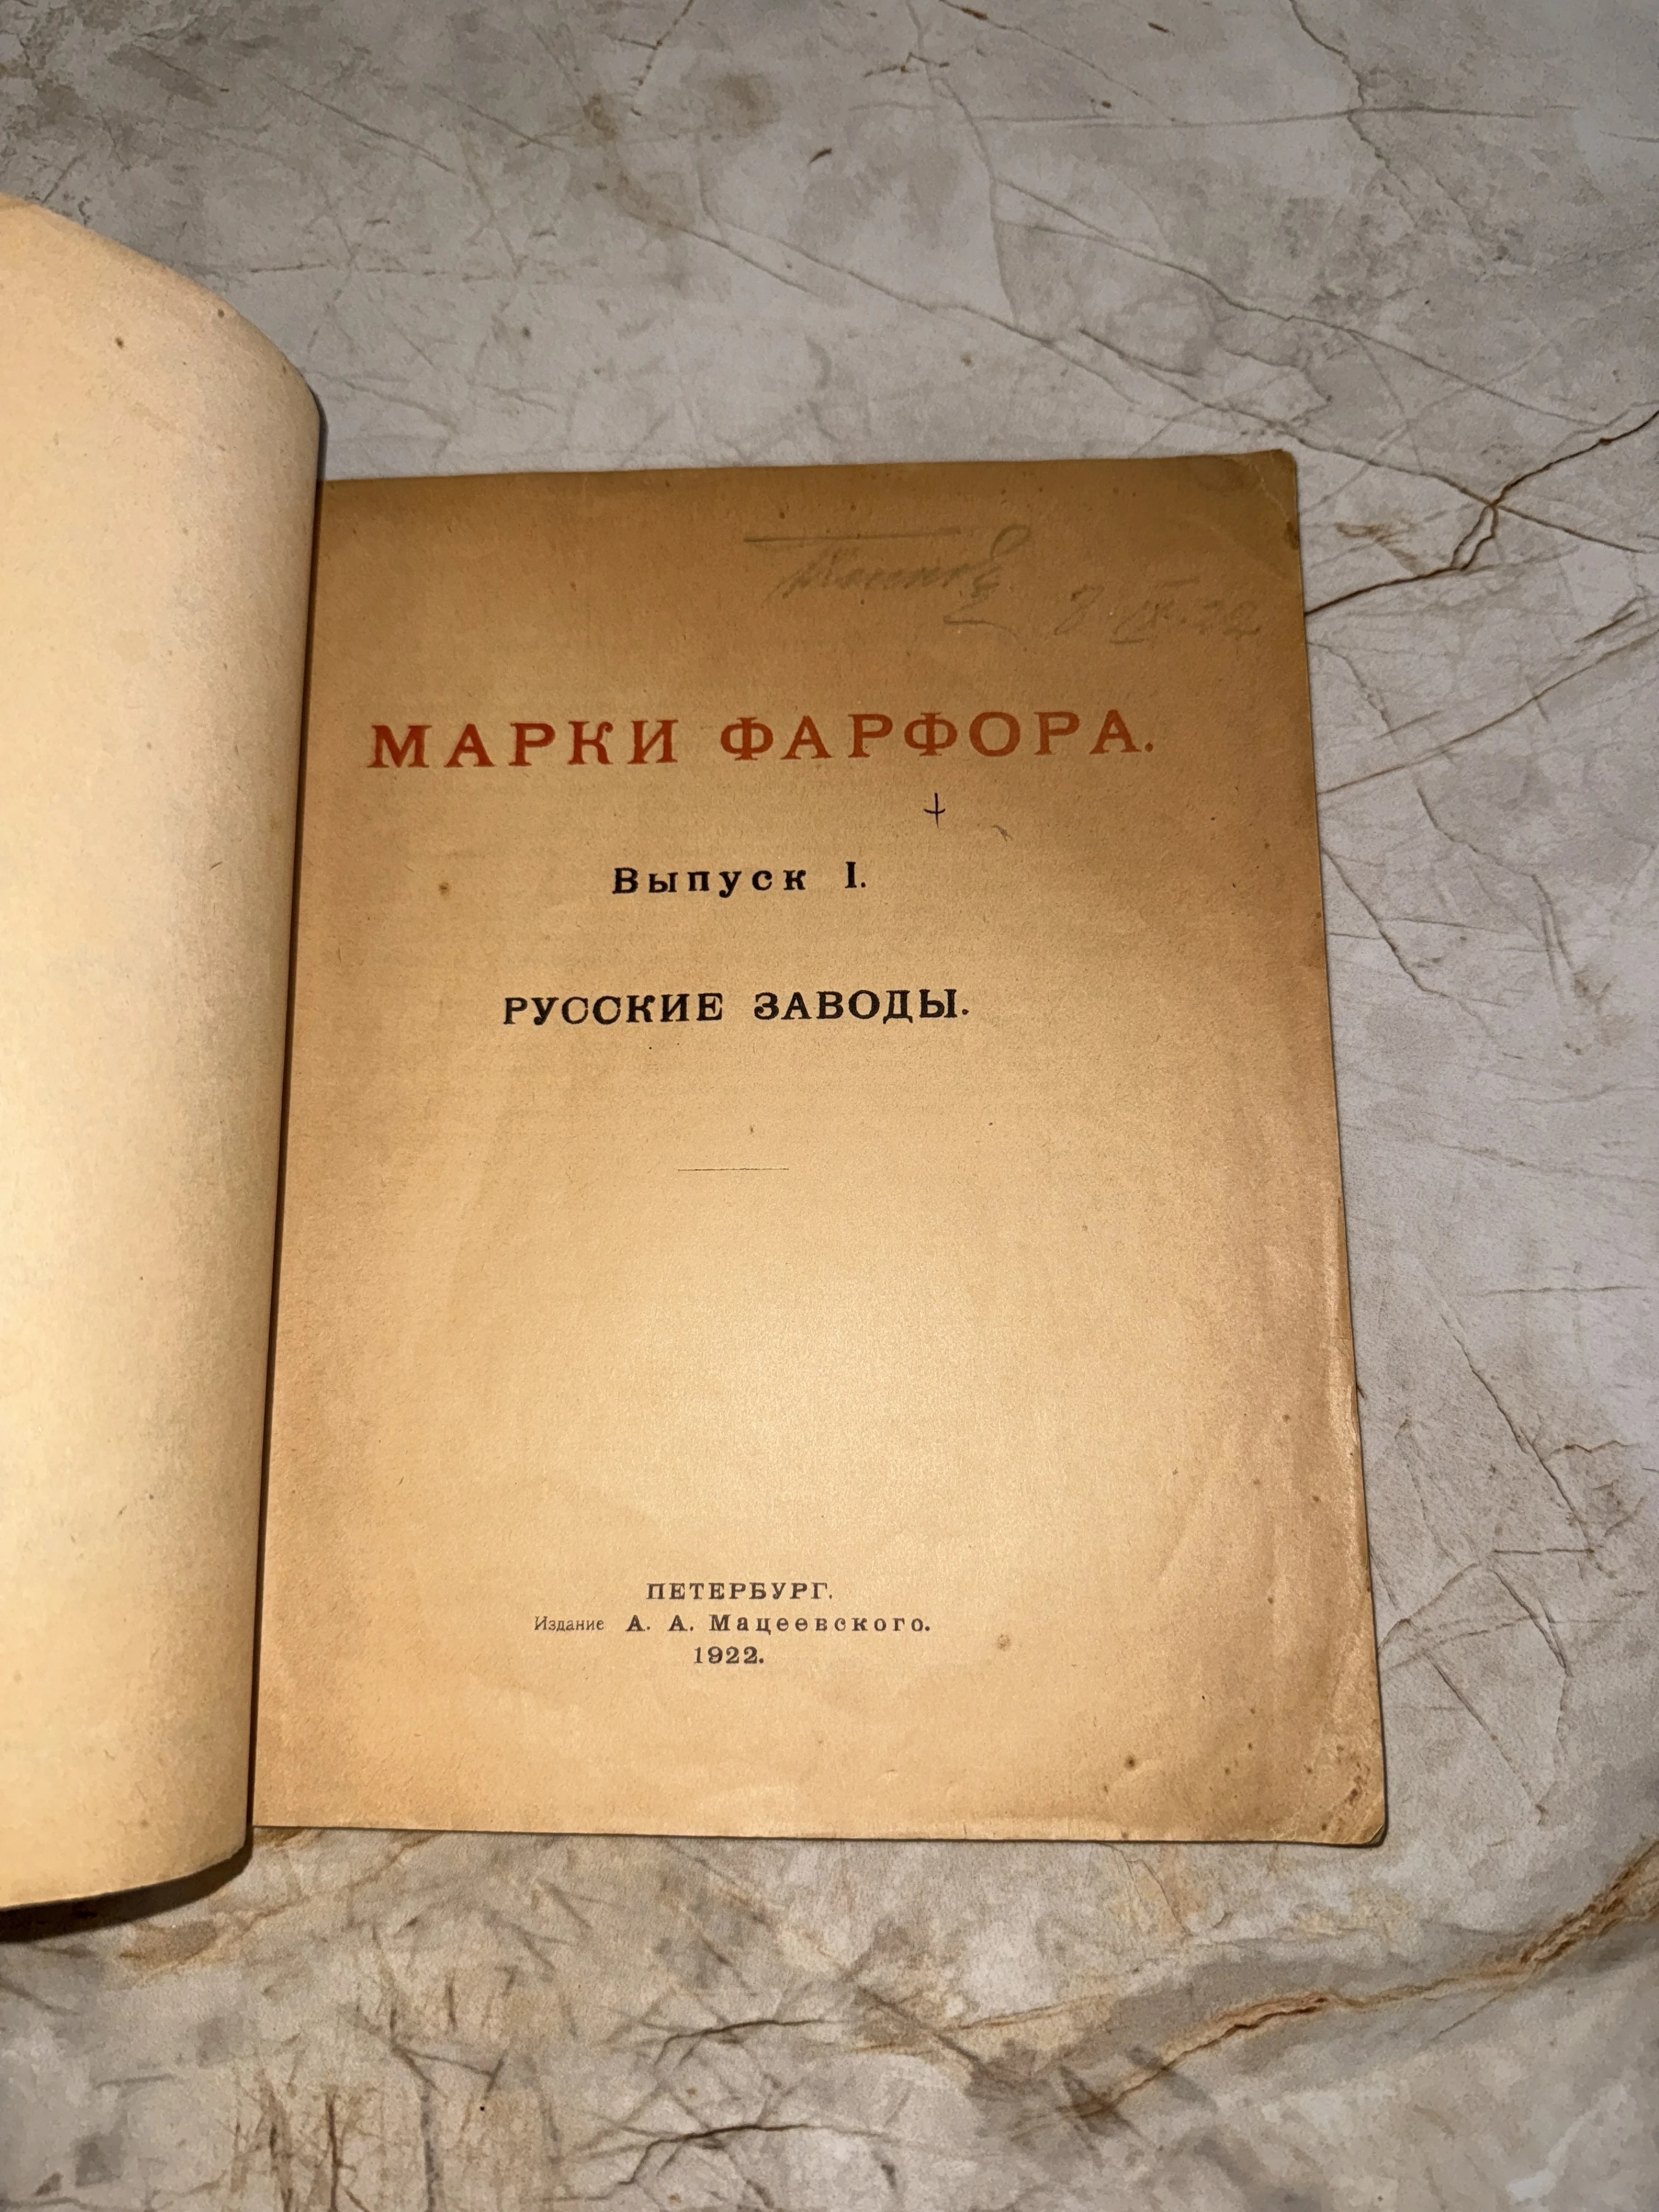 МАРКИ ФАРФОРА.
Выпуск I.
РУССКИЕ ЗАВОДЫ.
ПЕТЕРБУРГ.
Издание А. А. Мацеевского.
1922.